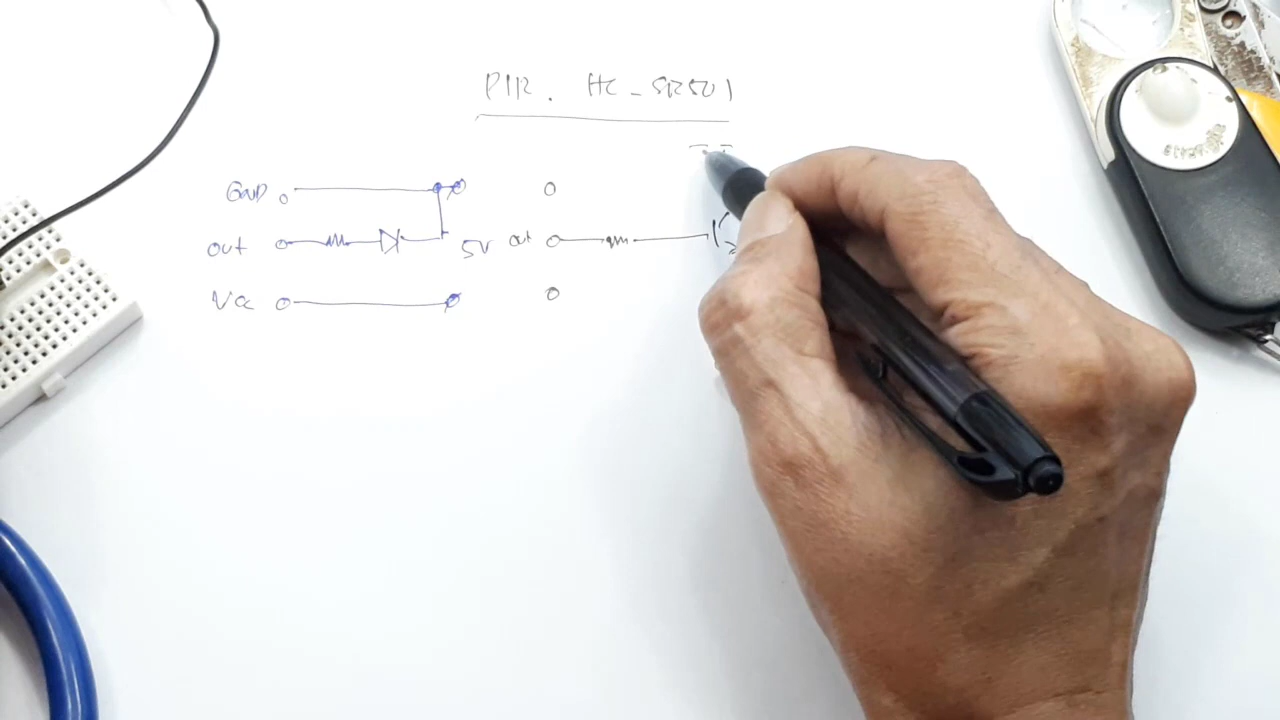 PIR. HC-SR501
GND
out
5V
out
Vcc